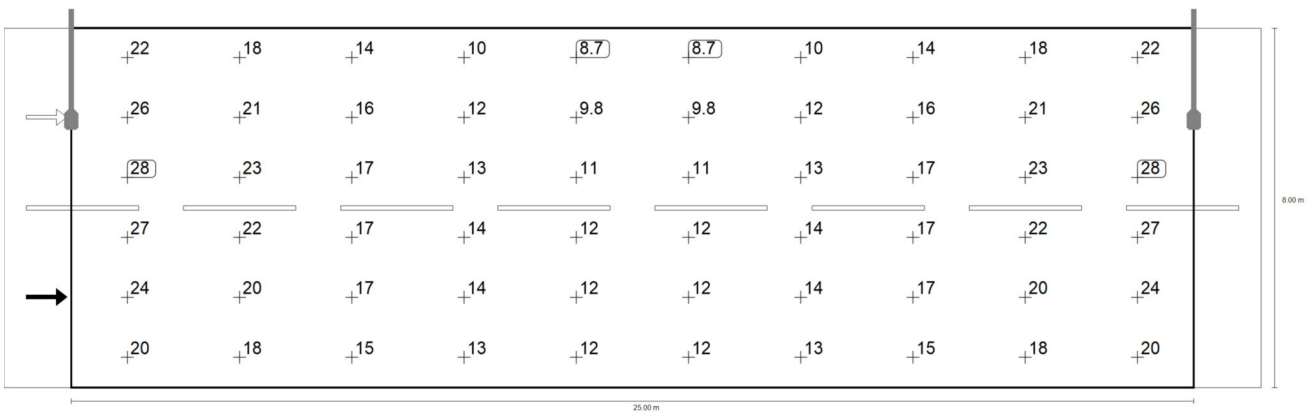 22 18 14 10 8.7 8.7 10 14 18 22
26 21 16 12 9.8 9.8 12 16 21 26
28 23 17 13 11 11 13 17 23 28
8.00 m
27 22 17 14 12 12 14 17 22 27
24 20 17 14 12 12 14 17 20 24
20 18 15 13 12 12 13 15 18 20
25.00 m